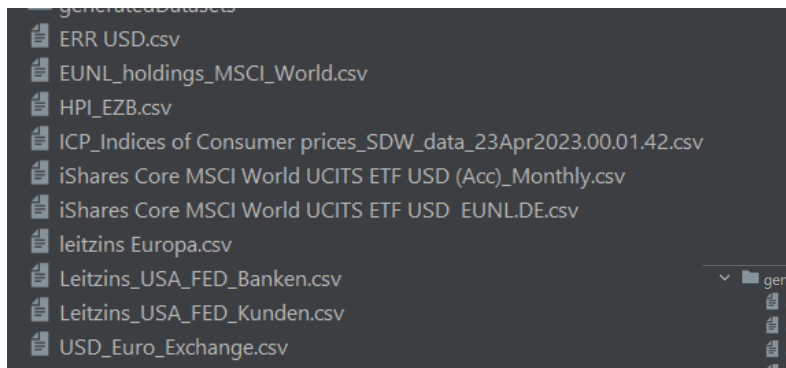 generatedDatasets
ERR USD.csv
EUNL_holdings_MSCI_World.csv
HPI_EZB.csv
ICP_Indices of Consumer prices_SDW_data_23Apr2023.00.01.42.csv
iShares Core MSCI World UCITS ETF USD (Acc)_Monthly.csv
iShares Core MSCI World UCITS ETF USD  EUNL.DE.csv
leitzins Europa.csv
Leitzins_USA_FED_Banken.csv
gen
Leitzins_USA_FED_Kunden.csv
USD_Euro_Exchange.csv